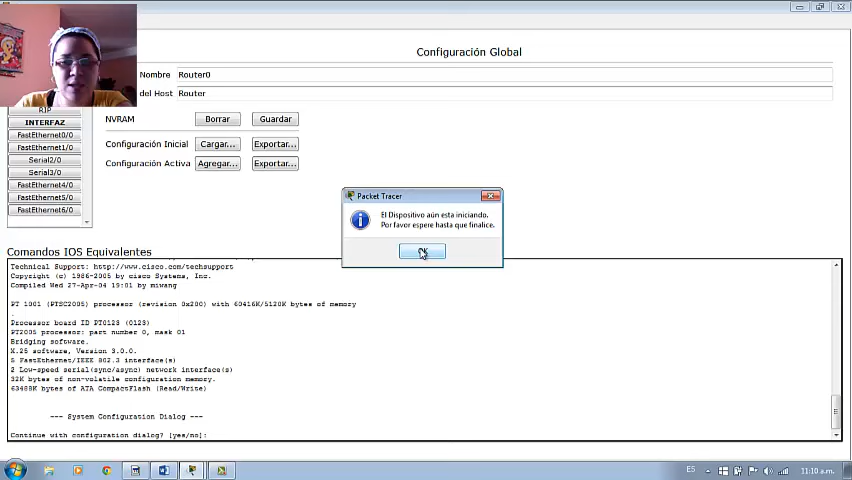 Configuración Global
Nombre
Router0
del Host
Router
RIP
INTERFAZ
FastEthernet0/0
FastEthernet1/0
Serial2/0
Serial3/0
FastEthernet4/0
FastEthernet5/0
FastEthernet6/0
NVRAM
Borrar
Guardar
Configuración Inicial
Cargar...
Exportar...
Configuración Activa
Agregar...
Exportar...
Packet Tracer
El Dispositivo aún esta iniciando.
Por favor espere hasta que finalice.
Comandos IOS Equivalentes
Technical Support: http://www.cisco.com/techsupport
Copyright (c) 1986-2005 by cisco Systems, Inc.
Compiled Wed 27-Apr-04 19:01 by miwang
PT 1001 (PTSC2005) processor (revision 0x200) with 60416K/5120K bytes of memory
.
Processor board ID PT0123 (0123)
PT2005 processor: part number 0, mask 01
Bridging software.
X.25 software, Version 3.0.0.
5 FastEthernet/IEEE 802.3 interface(s)
2 Low-speed serial(sync/async) network interface(s)
32K bytes of non-volatile configuration memory.
63488K bytes of ATA CompactFlash (Read/Write)
--- System Configuration Dialog ---
Continue with configuration dialog? [yes/no]:
ES
11:10 a.m.